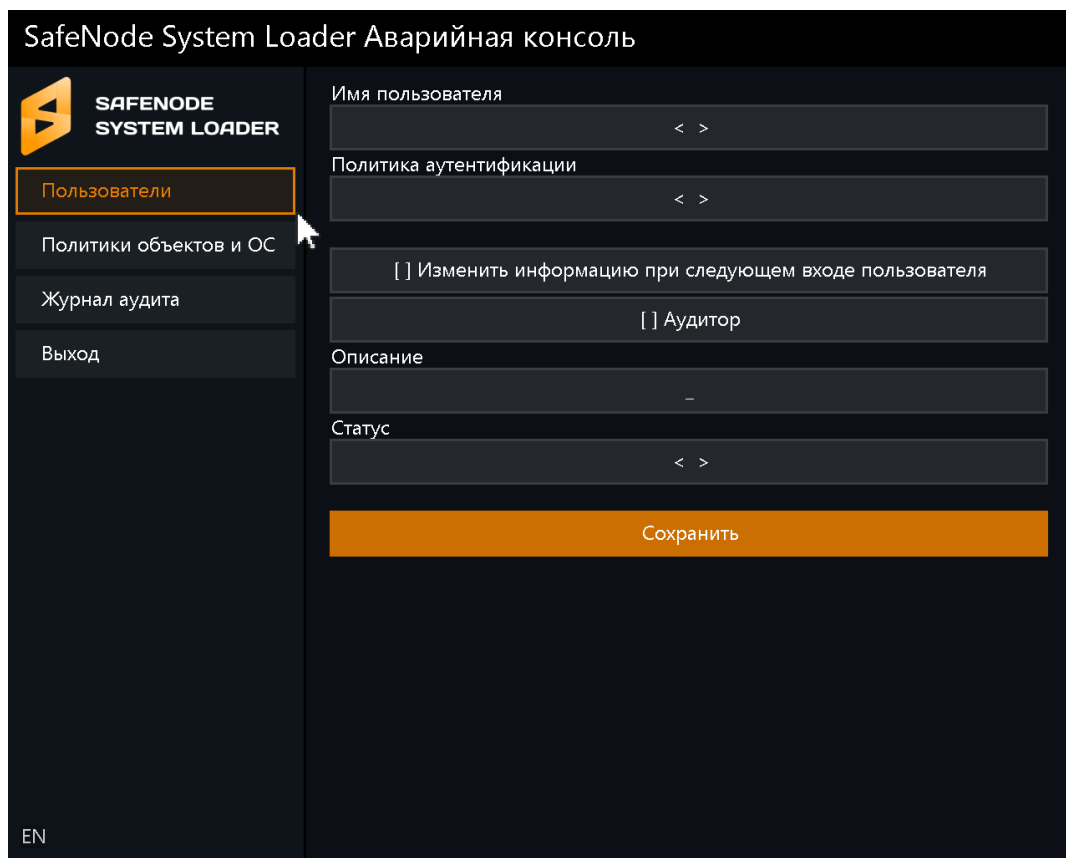 SafeNode System Loader Аварийная консоль
SAFENODE
SYSTEM LOADER
Пользователи
Политики объектов и ОС
Журнал аудита
Выход
EN
Имя пользователя
< >
Политика аутентификации
< >
[ ] Изменить информацию при следующем входе пользователя
[ ] Аудитор
Описание
_
Статус
< >
Сохранить